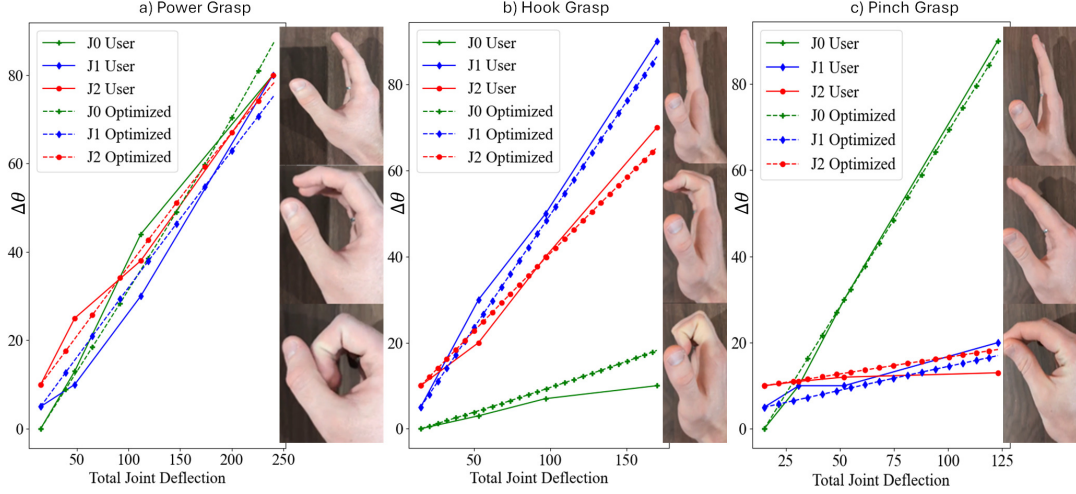 a) Power Grasp
J0 User
J1 User
J2 User
J0 Optimized
J1 Optimized
J2 Optimized
80
60
40
20
0
Δθ
50
100
150
200
250
Total Joint Deflection
b) Hook Grasp
J0 User
J1 User
J2 User
J0 Optimized
J1 Optimized
J2 Optimized
80
60
40
20
0
Δθ
50
100
150
Total Joint Deflection
c) Pinch Grasp
J0 User
J1 User
J2 User
J0 Optimized
J1 Optimized
J2 Optimized
80
60
40
20
0
Δθ
25
50
75
100
125
Total Joint Deflection